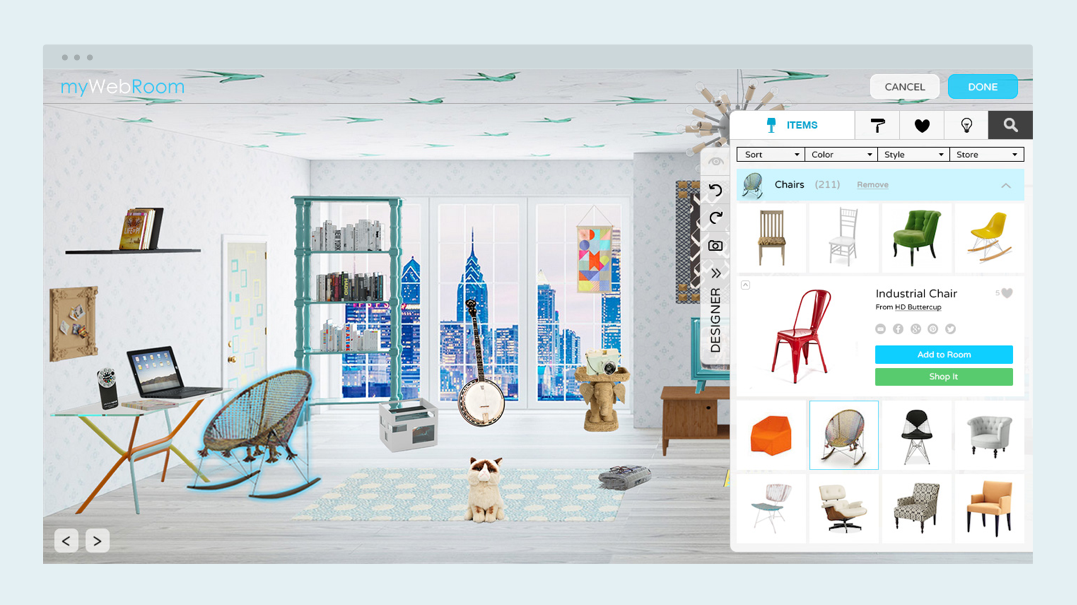 myWebRoom
CANCEL
DONE
ITEMS
Sort
Color
Style
Store
Chairs (211) Remove
Industrial Chair
5
From HD Buttercup
Add to Room
Shop It
DESIGNER